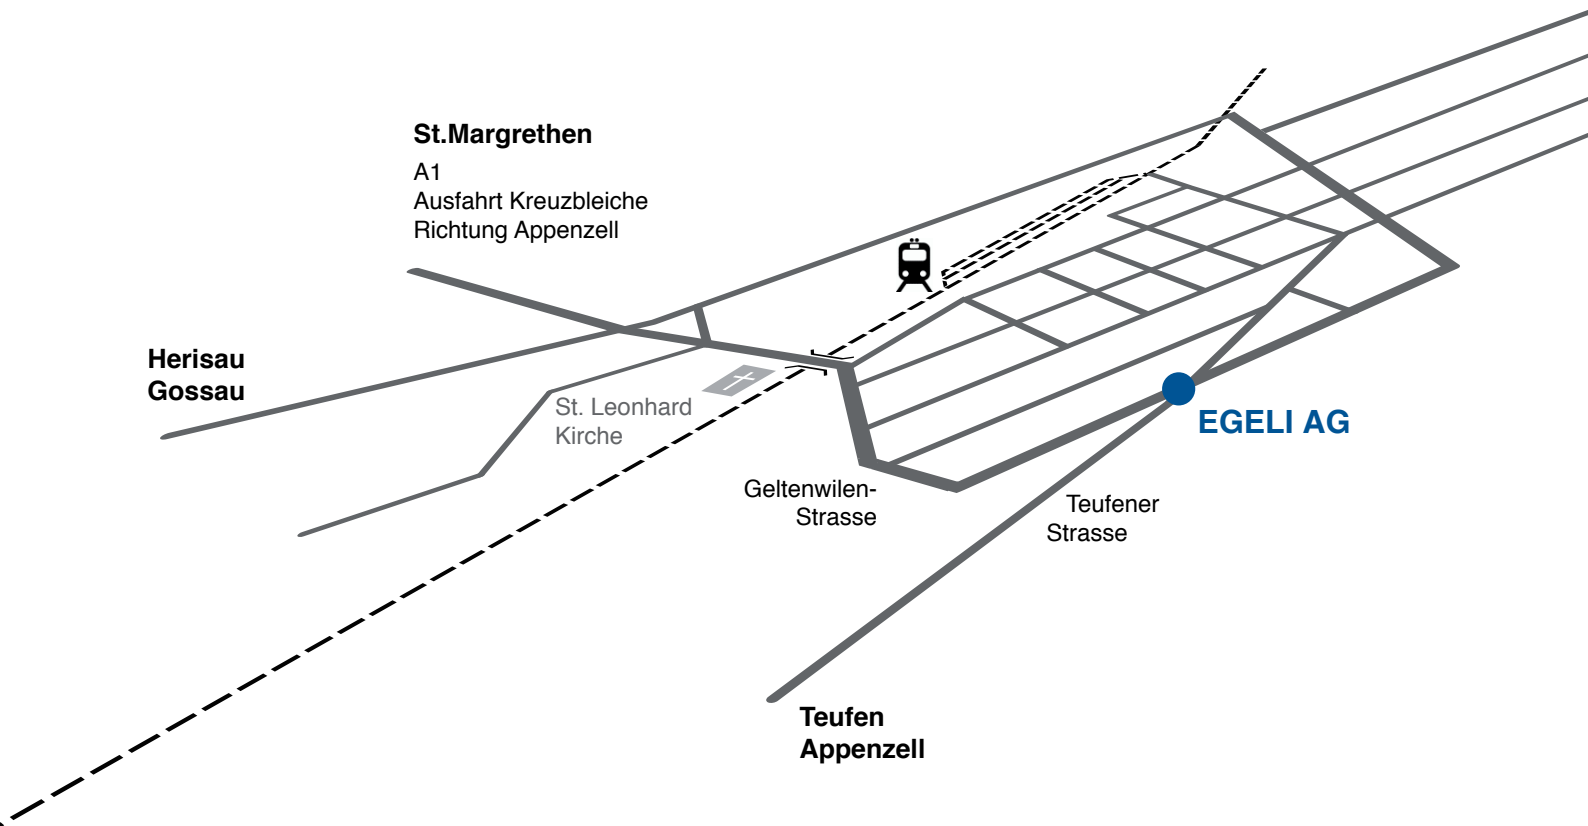 St.Margrethen
A1
Ausfahrt Kreuzbleiche
Richtung Appenzell
Herisau
Gossau
St. Leonhard
Kirche
EGELI AG
Geltenwilen-
Strasse
Teufener
Strasse
Teufen
Appenzell